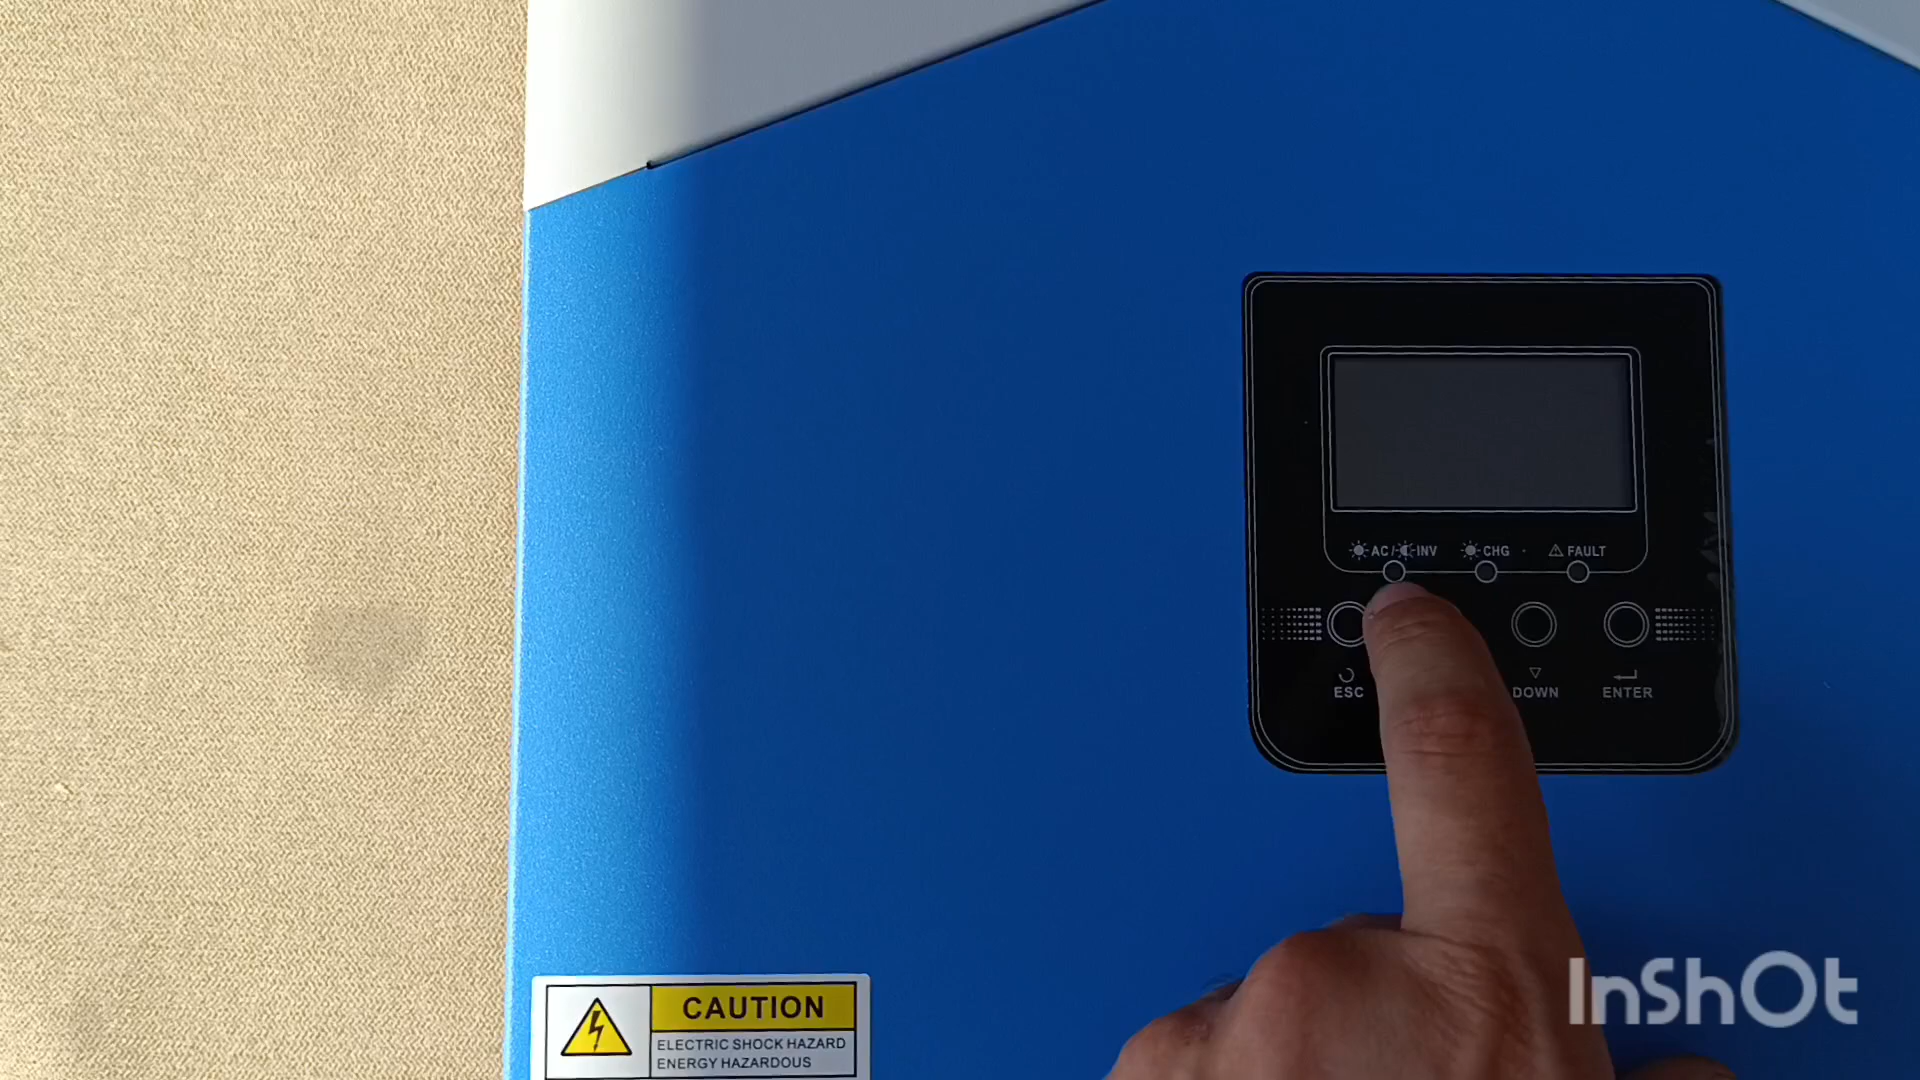 AC / INV CHG FAULT
ESC DOWN ENTER
CAUTION
ELECTRIC SHOCK HAZARD
ENERGY HAZARDOUS
InShOt